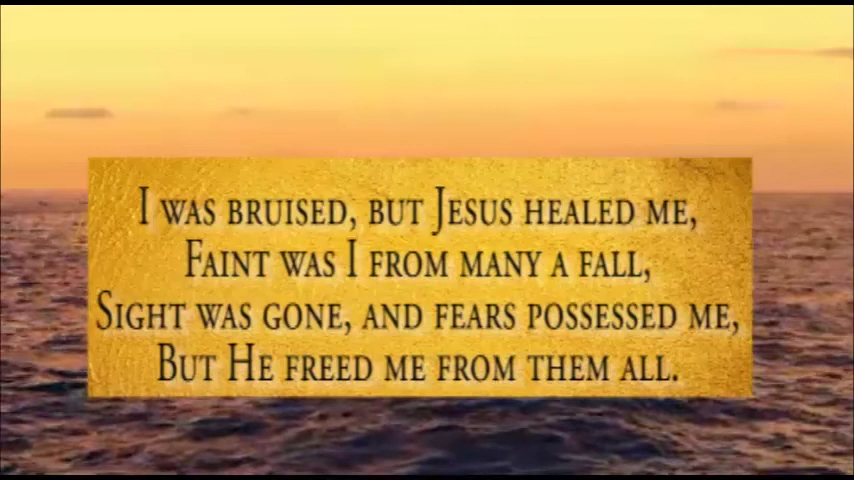 I was bruised, but Jesus healed me,
Faint was I from many a fall,
Sight was gone, and fears possessed me,
But He freed me from them all.